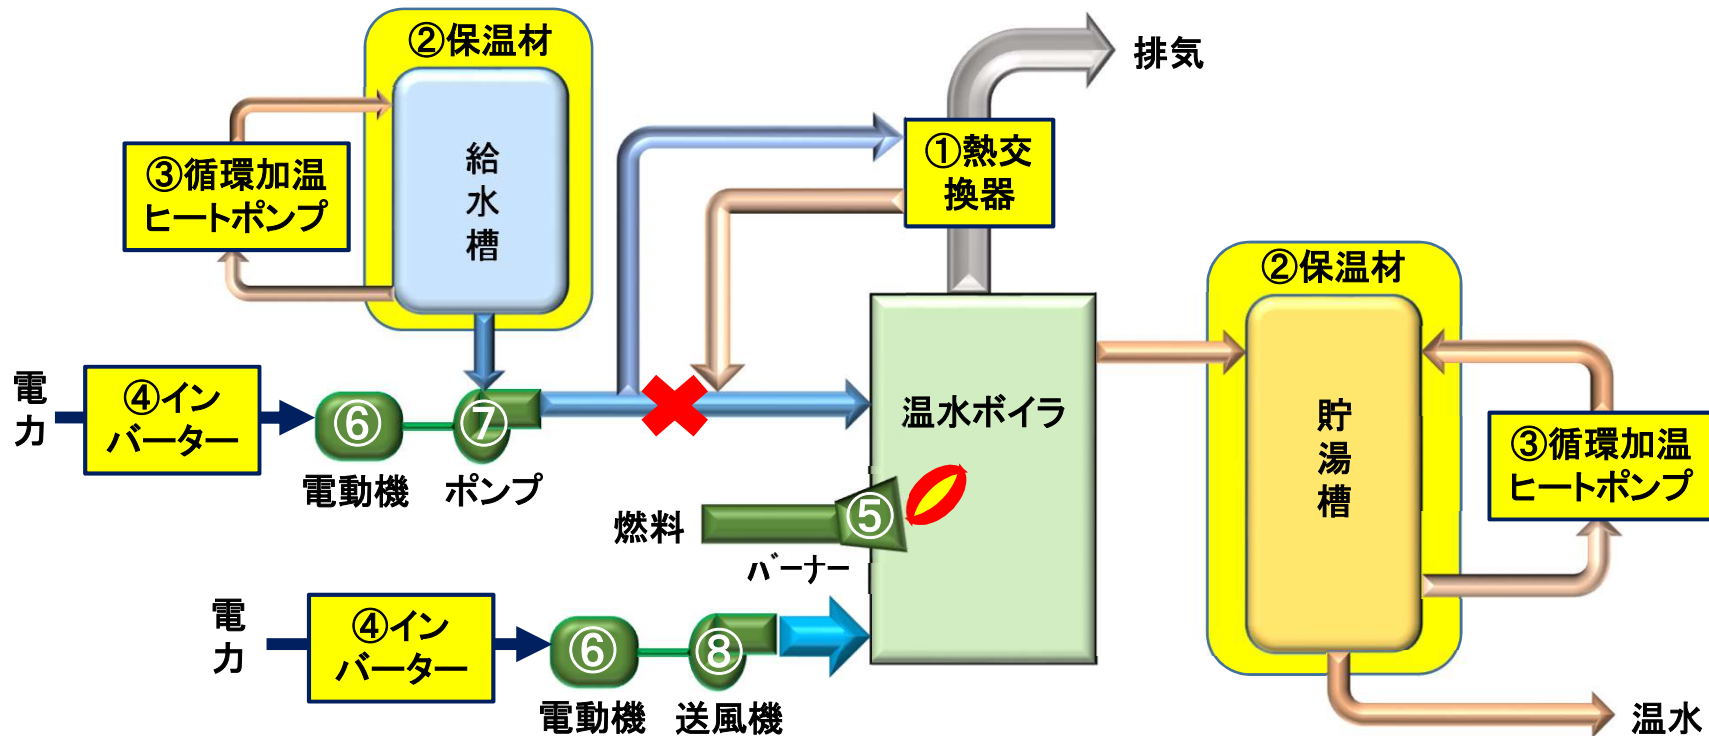 ②保温材
給水槽
③循環加温
ヒートポンプ
①熱交
換器
排気
②保温材
電力
④イン
バーター
⑥
電動機
⑦
ポンプ
温水ボイラ
貯湯槽
③循環加温
ヒートポンプ
燃料
⑤
バーナー
電力
④イン
バーター
⑥
電動機
⑧
送風機
温水